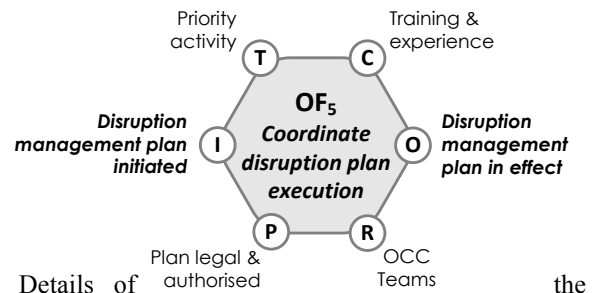 Priority
activity
Training &
experience
T
C
Disruption
management plan
initiated
I
OF₅
Coordinate
disruption plan
execution
O
Disruption
management
plan in effect
P
R
Plan legal &
authorised
OCC
Teams
Details of the